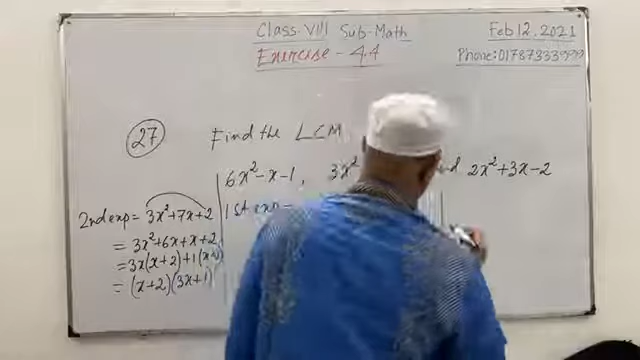 Class-VIII Sub-Math
Feb 12, 2021
Exercise - 4.4
Phone: 01787333999
27 Find the LCM
6x²-x-1, 3x² 2x²+3x-2
2nd exp = 3x²+7x+2
1st exp =
= 3x²+6x+x+2
= 3x(x+2)+1(x+2)
= (x+2)(3x+1)